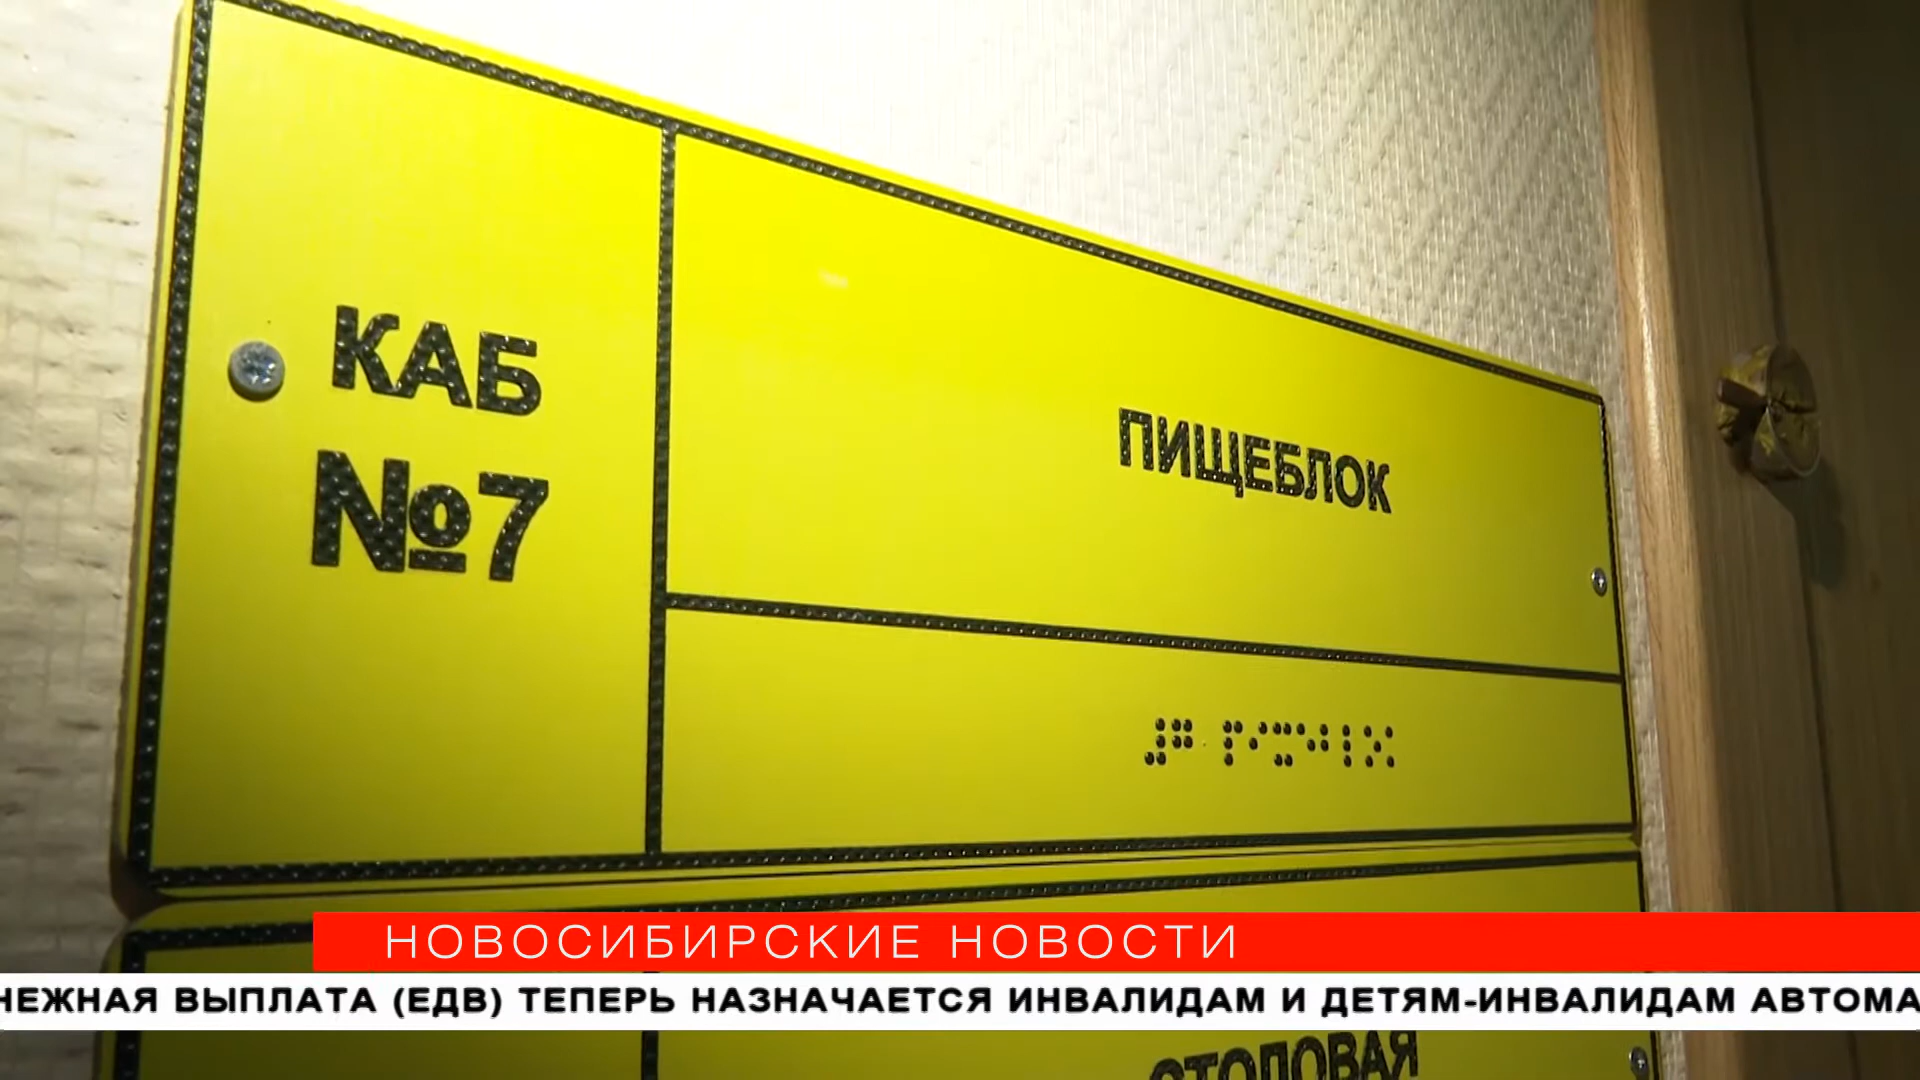 КАБ
№7
ПИЩЕБЛОК
НОВОСИБИРСКИЕ НОВОСТИ
НЕЖНАЯ ВЫПЛАТА (ЕДВ) ТЕПЕРЬ НАЗНАЧАЕТСЯ ИНВАЛИДАМ И ДЕТЯМ-ИНВАЛИДАМ АВТОМА
СТОЛОВАЯ